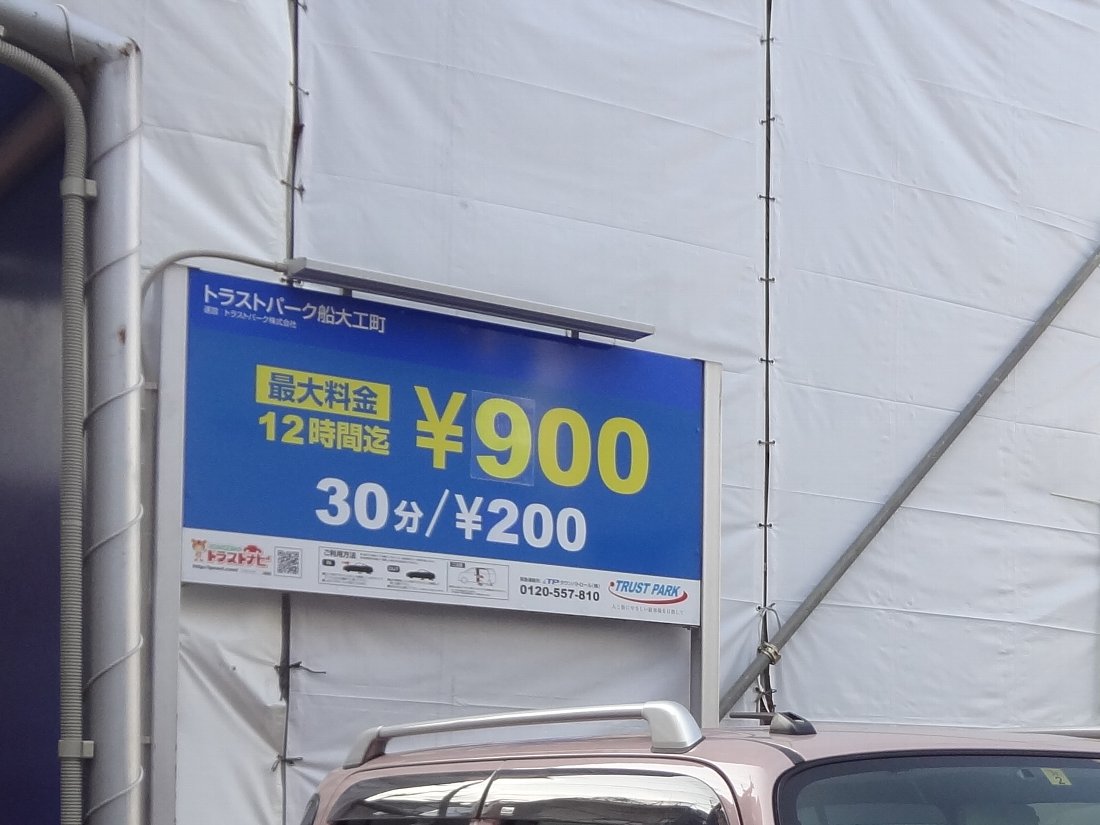 トラストパーク船大工町
運営 トラストパーク株式会社
最大料金
12時間迄
¥900
30分/¥200
トラストナビ
ご利用方法
0120-557-810
TRUST PARK